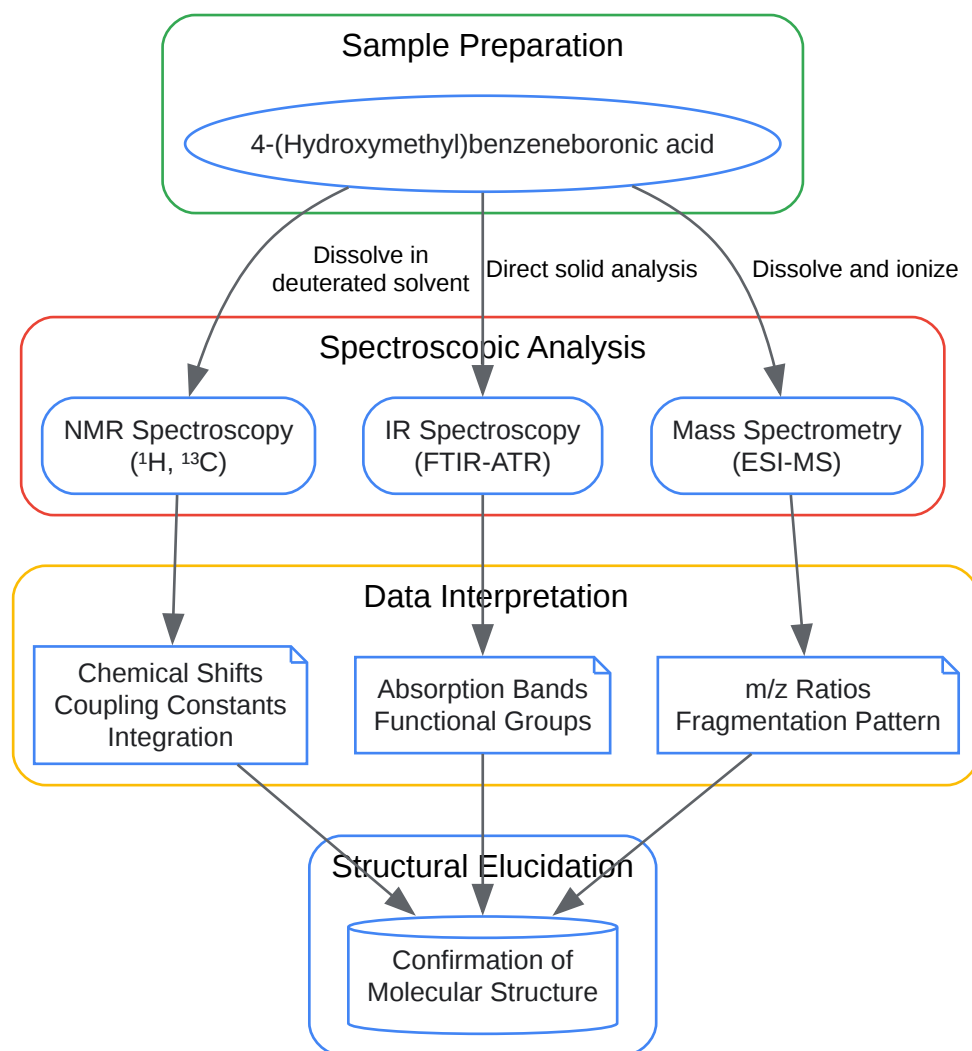 Sample Preparation
4-(Hydroxymethyl)benzeneboronic acid
Dissolve in
deuterated solvent
Direct solid analysis
Dissolve and ionize
Spectroscopic Analysis
NMR Spectroscopy
(¹H, ¹³C)
IR Spectroscopy
(FTIR-ATR)
Mass Spectrometry
(ESI-MS)
Data Interpretation
Chemical Shifts
Coupling Constants
Integration
Absorption Bands
Functional Groups
m/z Ratios
Fragmentation Pattern
Structural Elucidation
Confirmation of
Molecular Structure